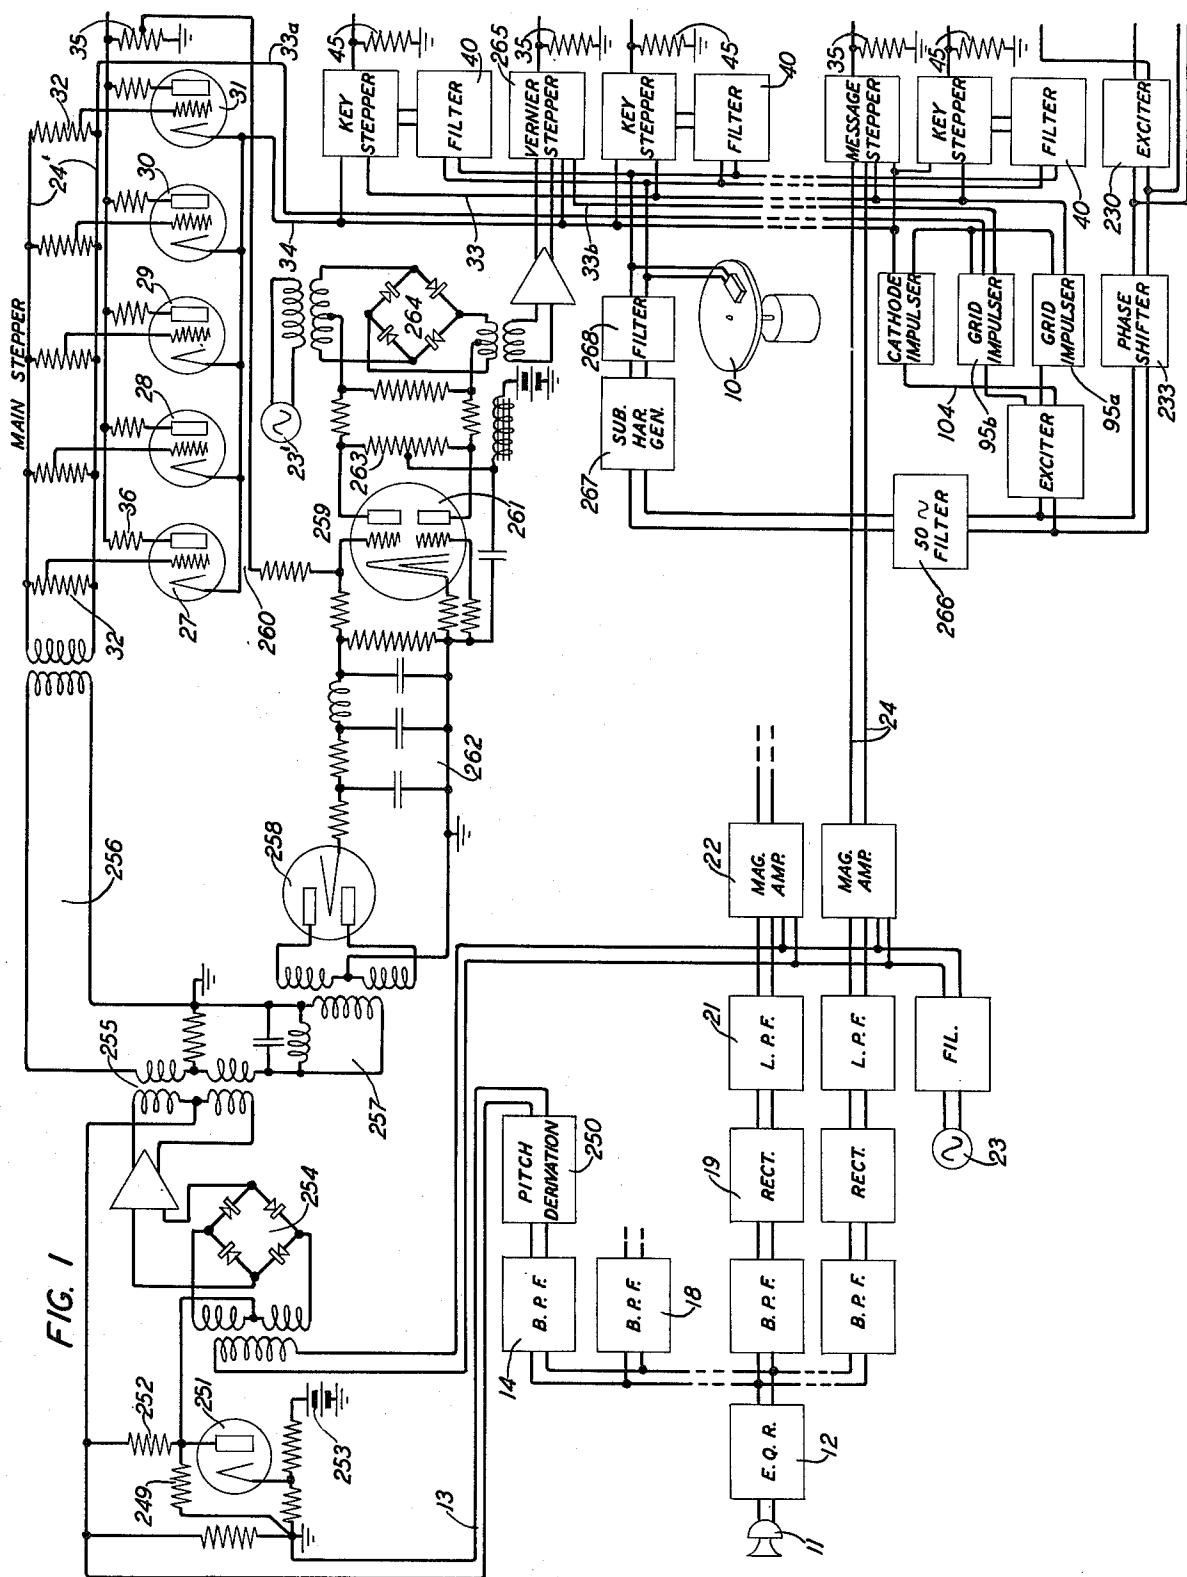 FIG. 1
MAIN STEPPER
24'
32
35
33a
31
30
29
28
36
27
32
260
34
23'
264
263
259
261
256
255
257
258
262
254
252
251
249
253
13
KEY STEPPER
45
FILTER
40
265
VERNIER STEPPER
35
KEY STEPPER
45
FILTER
40
33
33b
MESSAGE STEPPER
35
KEY STEPPER
45
FILTER
40
EXCITER
230
268
FILTER
SUB. HAR. GEN.
267
10
CATHODE IMPULSER
GRID IMPULSER
95b
GRID IMPULSER
95a
104
EXCITER
PHASE SHIFTER
233
50 ~ FILTER
266
24
22
MAG. AMP.
MAG. AMP.
21
L. P. F.
L. P. F.
FIL.
23
PITCH DERIVATION
250
19
RECT.
RECT.
14
B. P. F.
B. P. F.
18
B. P. F.
B. P. F.
E. Q. R.
12
11